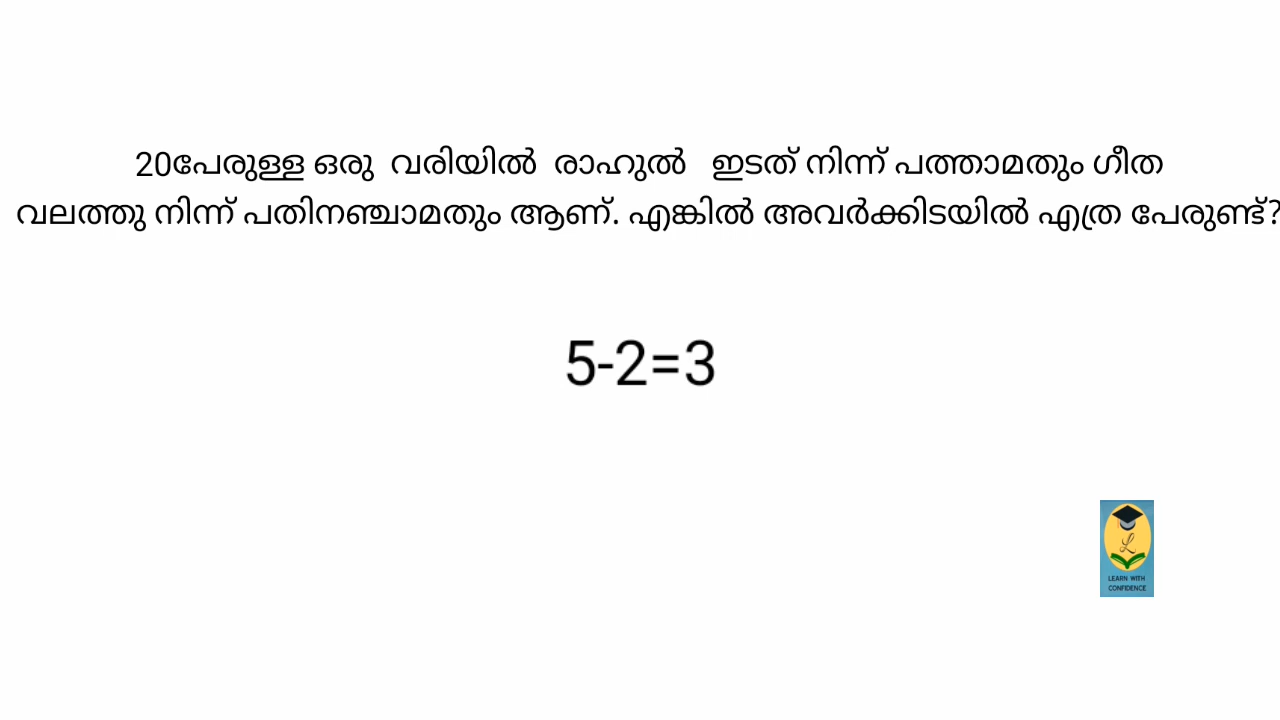 20പേരുള്ള ഒരു വരിയിൽ രാഹുൽ ഇടത് നിന്ന് പത്താമതും ഗീത
വലത്തു നിന്ന് പതിനഞ്ചാമതും ആണ്. എങ്കിൽ അവർക്കിടയിൽ എത്ര പേരുണ്ട്?
5-2=3
L
LEARN WITH
CONFIDENCE